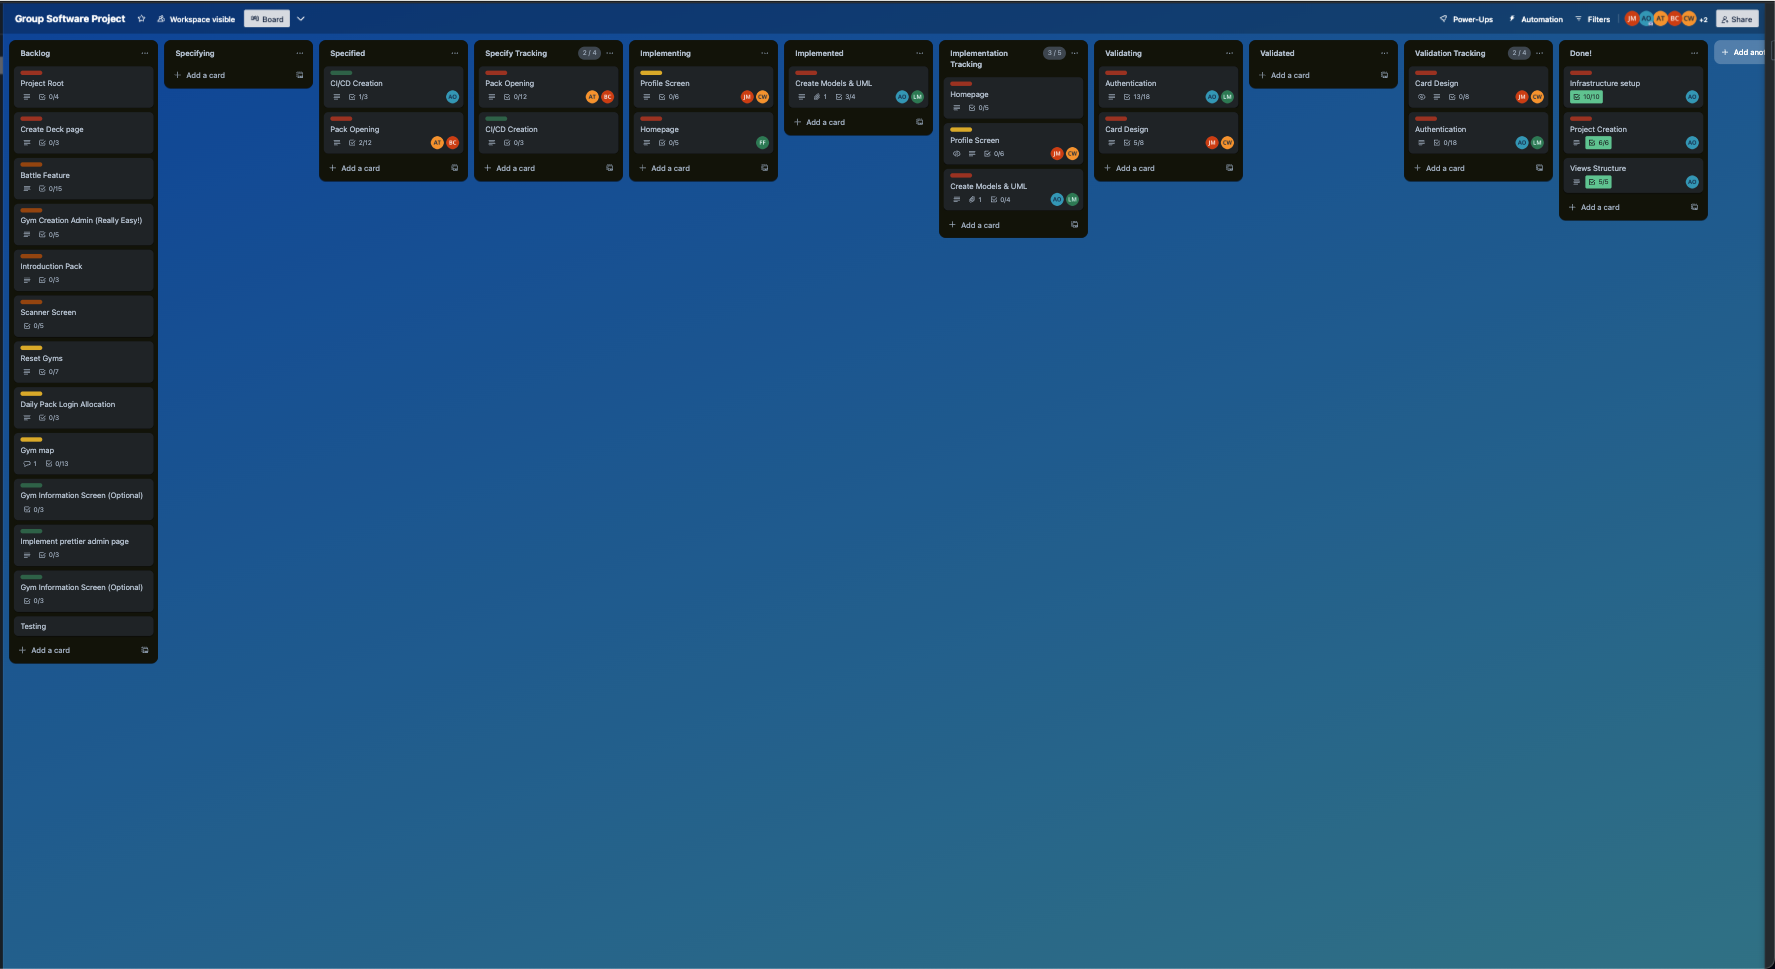 Group Software Project
Workspace visible
Board
Power-Ups
Automation
Filters
JM AO AT BC CW +2
Share
Backlog
Project Root
0/4
Create Deck page
0/3
Battle Feature
0/15
Gym Creation Admin (Really Easy!)
0/5
Introduction Pack
0/3
Scanner Screen
0/5
Reset Gyms
0/7
Daily Pack Login Allocation
0/3
Gym map
1 0/13
Gym Information Screen (Optional)
0/3
Implement prettier admin page
0/3
Gym Information Screen (Optional)
0/3
Testing
+ Add a card
Specifying
+ Add a card
Specified
CI/CD Creation
1/3 AO
Pack Opening
2/12 AT BC
+ Add a card
Specify Tracking 2 / 4
Pack Opening
0/12 AT BC
CI/CD Creation
0/3
+ Add a card
Implementing
Profile Screen
0/6 JM CW
Homepage
0/5 FF
+ Add a card
Implemented
Create Models & UML
1 3/4 AO LM
+ Add a card
Implementation
Tracking
3 / 5
Homepage
0/5
Profile Screen
0/6 JM CW
Create Models & UML
1 0/4 AO LM
+ Add a card
Validating
Authentication
13/18 AO LM
Card Design
5/8 JM CW
+ Add a card
Validated
+ Add a card
Validation Tracking 2 / 4
Card Design
0/8 JM CW
Authentication
0/18 AO LM
+ Add a card
Done!
Infrastructure setup
10/10 AO
Project Creation
6/6 AO
Views Structure
5/5 AO
+ Add a card
+ Add anot